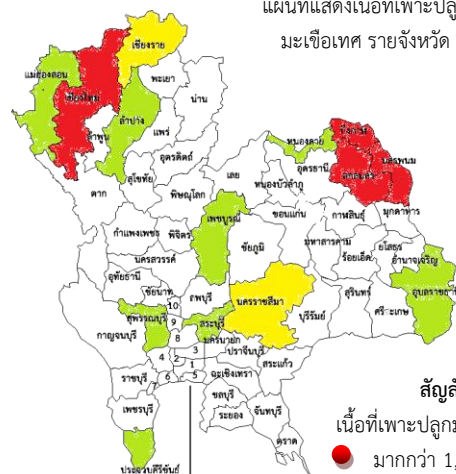 แผนที่แสดงเนื้อที่เพาะปลู
มะเขือเทศ รายจังหวัด
เชียงราย
แม่ฮ่องสอน
เชียงใหม่
พะเยา
น่าน
ลำปาง
ลำพูน
แพร่
อุตรดิตถ์
สุโขทัย
ตาก
พิษณุโลก
เลย
หนองคาย
บึงกาฬ
อุดรธานี
สกลนคร
นครพนม
หนองบัวลำภู
กำแพงเพชร
พิจิตร
เพชรบูรณ์
ขอนแก่น
กาฬสินธุ์
มุกดาหาร
นครสวรรค์
ชัยภูมิ
มหาสารคาม
ร้อยเอ็ด
ยโสธร
อำนาจเจริญ
อุทัยธานี
ชัยนาท
ลพบุรี
นครราชสีมา
บุรีรัมย์
สุรินทร์
ศรีสะเกษ
อุบลราชธานี
สุพรรณบุรี
10
9
8
สระบุรี
นครนายก
กาญจนบุรี
3
ปราจีนบุรี
4
2
1
5
6
ฉะเชิงเทรา
สระแก้ว
ราชบุรี
ชลบุรี
ระยอง
จันทบุรี
ตราด
เพชรบุรี
ประจวบคีรีขันธ์
สัญลั
เนื้อที่เพาะปลูกม
มากกว่า 1,